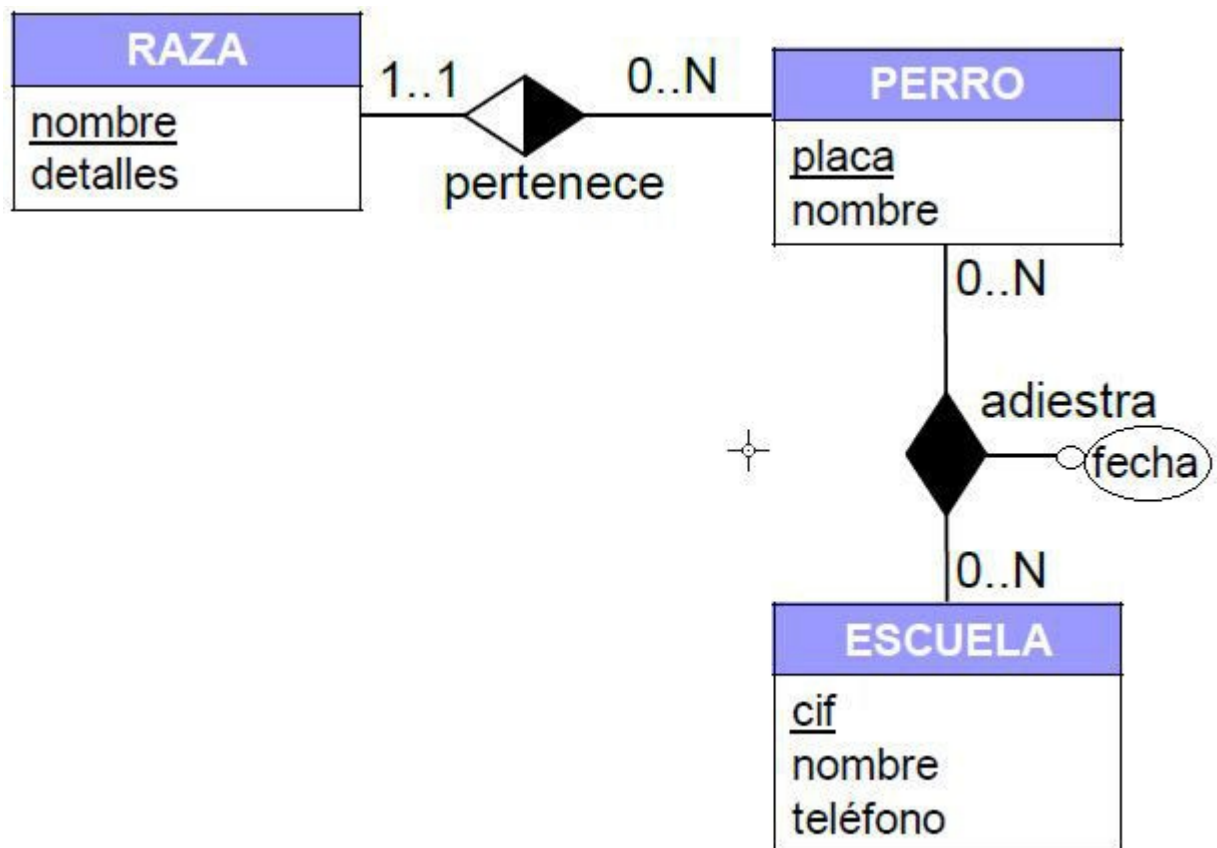 RAZA
nombre
detalles
1..1
0..N
pertenece
PERRO
placa
nombre
0..N
adiestra
fecha
0..N
ESCUELA
cif
nombre
teléfono